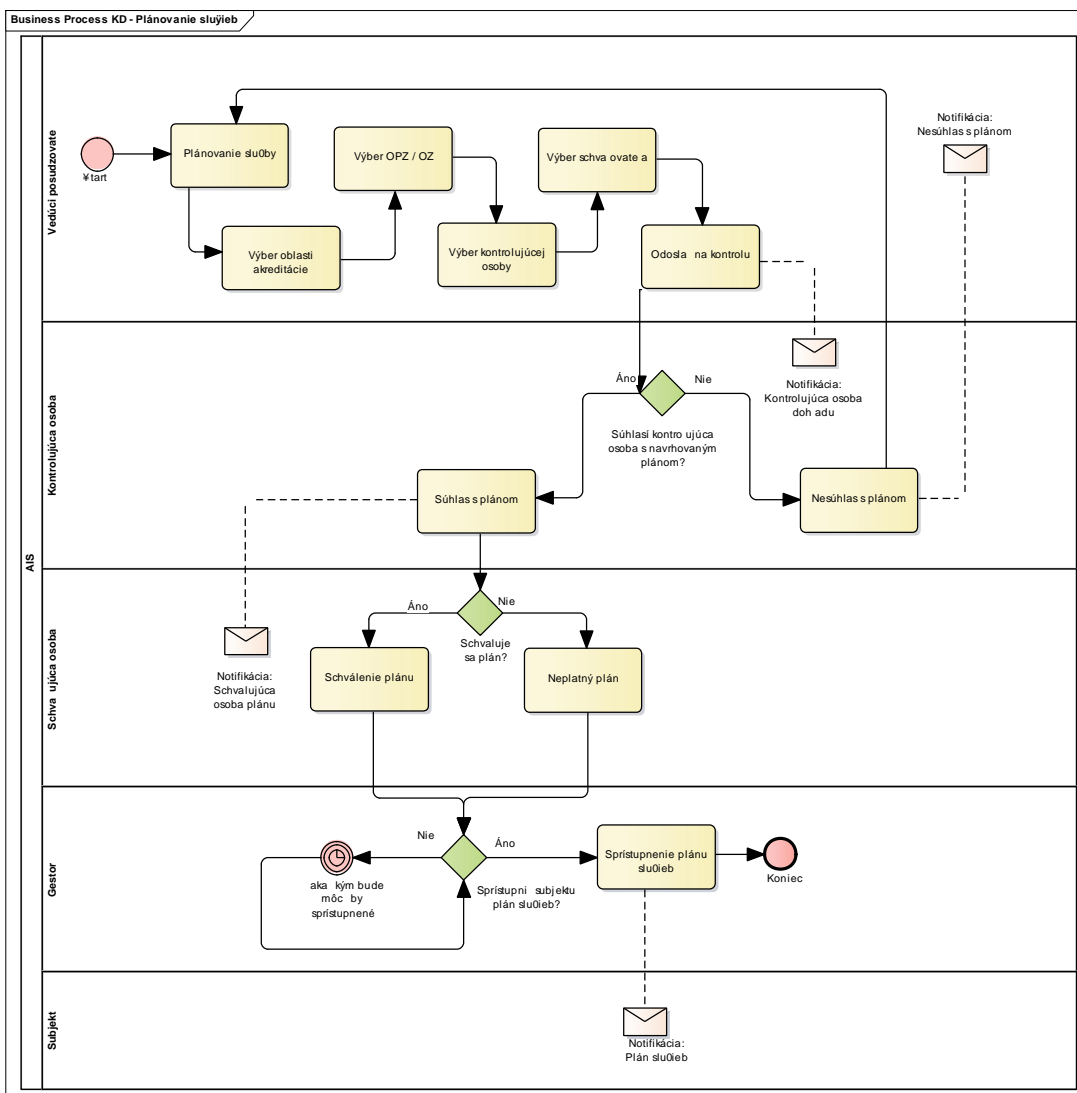 Business Process KD - Plánovanie sluÿieb
AIS
Vedúci posudzovate
¥tart
Plánovanie slu0by
Výber oblasti
akreditácie
Výber OPZ / OZ
Výber kontrolujúcej
osoby
Výber schva ovate a
Odosla na kontrolu
Notifikácia:
Nesúhlas s plánom
Kontrolujúca osoba
Áno
Nie
Súhlasí kontro ujúca
osoba s navrhovaným
plánom?
Notifikácia:
Kontrolujúca osoba
doh adu
Súhlas s plánom
Nesúhlas s plánom
Schva ujúca osoba
Áno
Nie
Schvaluje
sa plán?
Notifikácia:
Schvalujúca
osoba plánu
Schválenie plánu
Neplatný plán
Gestor
Nie
Áno
aka kým bude
môc by
sprístupnené
Sprístupni subjektu
plán slu0ieb?
Sprístupnenie plánu
slu0ieb
Koniec
Subjekt
Notifikácia:
Plán slu0ieb